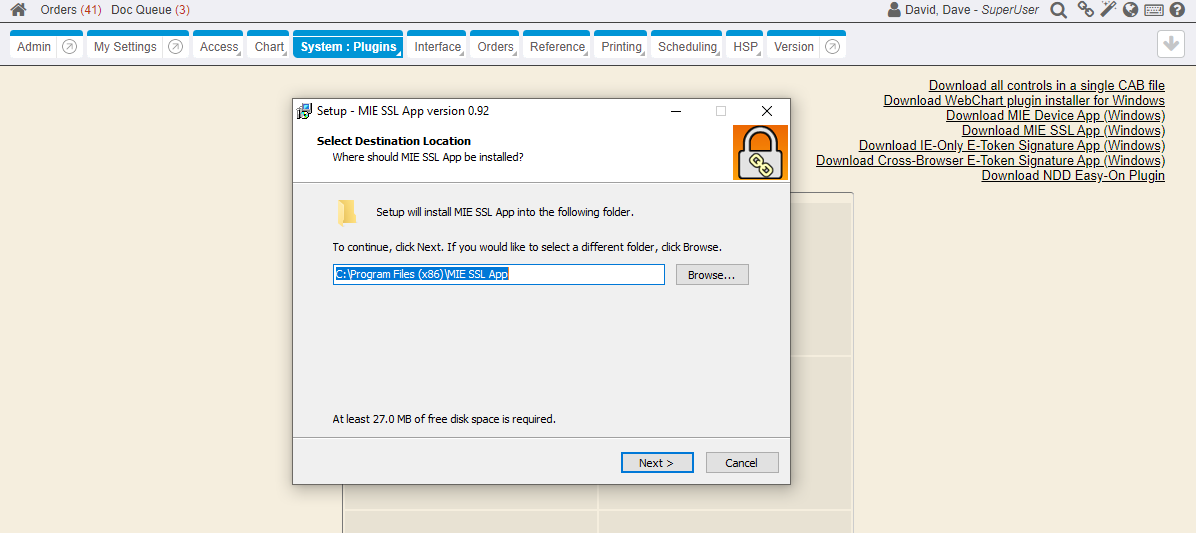 Orders (41) Doc Queue (3) David, Dave - SuperUser
Admin My Settings Access Chart System : Plugins Interface Orders Reference Printing Scheduling HSP Version
Download all controls in a single CAB file
Download WebChart plugin installer for Windows
Download MIE Device App (Windows)
Download MIE SSL App (Windows)
Download IE-Only E-Token Signature App (Windows)
Download Cross-Browser E-Token Signature App (Windows)
Download NDD Easy-On Plugin
Setup - MIE SSL App version 0.92
Select Destination Location
Where should MIE SSL App be installed?
Setup will install MIE SSL App into the following folder.
To continue, click Next. If you would like to select a different folder, click Browse.
C:\Program Files (x86)\MIE SSL App Browse...
At least 27.0 MB of free disk space is required.
Next > Cancel